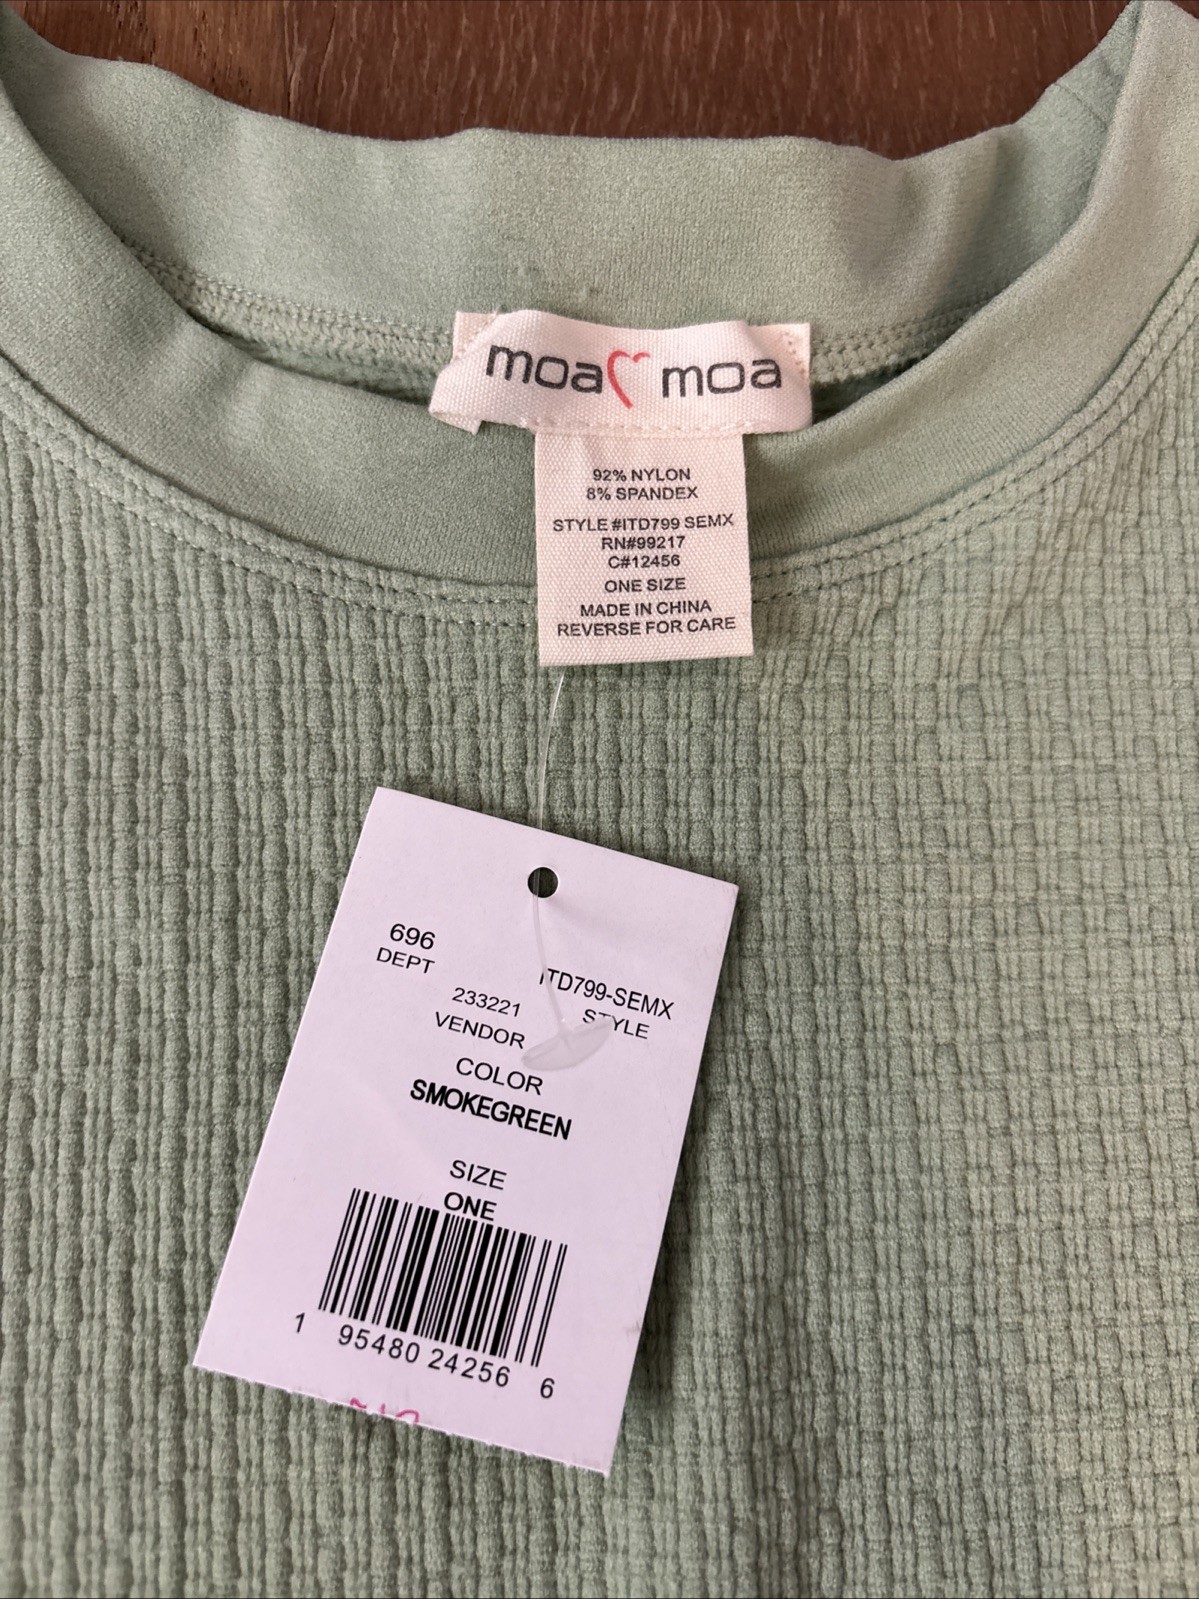 moa moa
92% NYLON
8% SPANDEX
STYLE #ITD799 SEMX
RN#99217
C#12456
ONE SIZE
MADE IN CHINA
REVERSE FOR CARE
696
DEPT
ITD799-SEMX
STYLE
233221
VENDOR
COLOR
SMOKEGREEN
SIZE
ONE
1 95480 24256 6